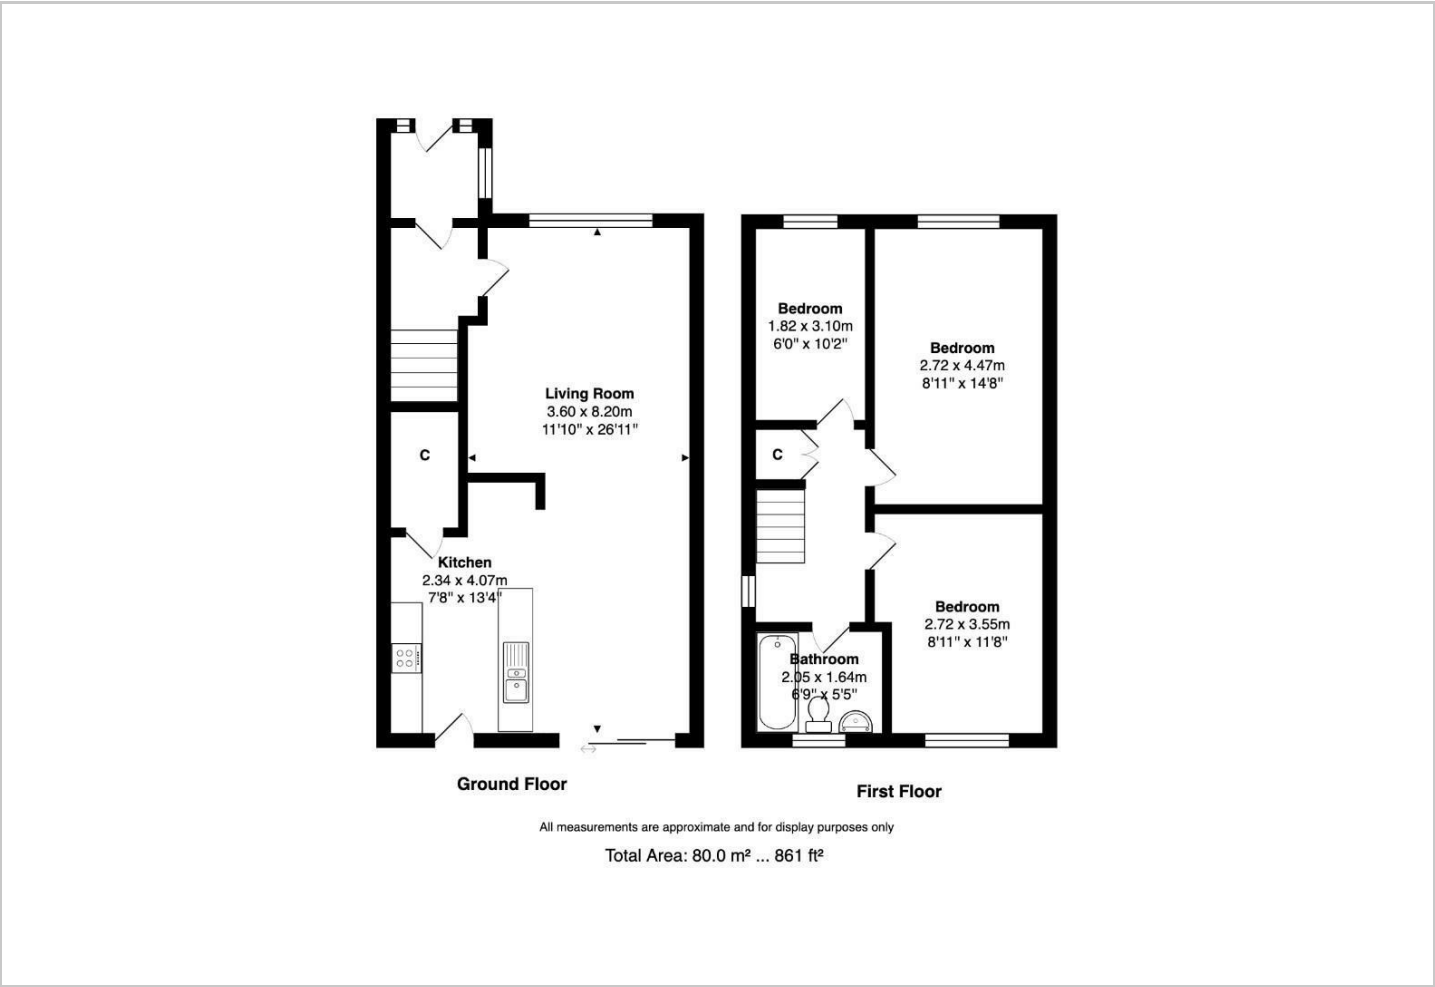 Living Room
3.60 x 8.20m
11'10" x 26'11"
C
Kitchen
2.34 x 4.07m
7'8" x 13'4"
Ground Floor
Bedroom
1.82 x 3.10m
6'0" x 10'2"
Bedroom
2.72 x 4.47m
8'11" x 14'8"
C
Bedroom
2.72 x 3.55m
8'11" x 11'8"
Bathroom
2.05 x 1.64m
6'9" x 5'5"
First Floor
All measurements are approximate and for display purposes only
Total Area: 80.0 m² ... 861 ft²